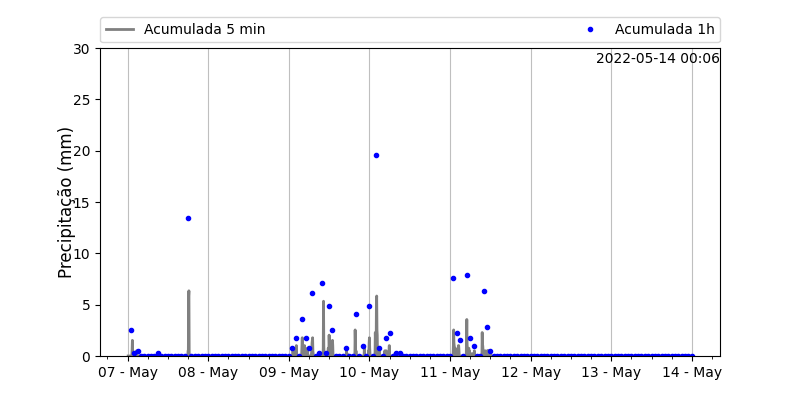 Acumulada 5 min
Acumulada 1h
2022-05-14 00:06
Precipitação (mm)
30
25
20
15
10
5
0
07 - May
08 - May
09 - May
10 - May
11 - May
12 - May
13 - May
14 - May